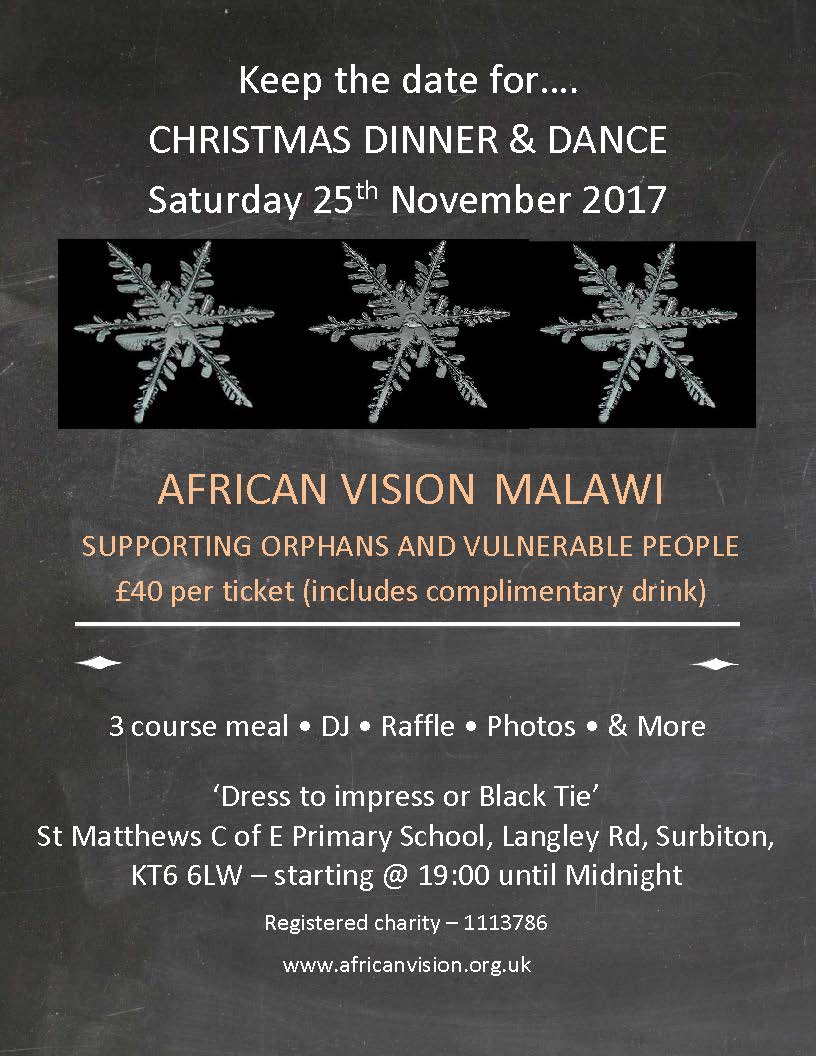 Keep the date for....
CHRISTMAS DINNER & DANCE
Saturday 25th November 2017
AFRICAN VISION MALAWI
SUPPORTING ORPHANS AND VULNERABLE PEOPLE
£40 per ticket (includes complimentary drink)
3 course meal • DJ • Raffle • Photos • & More
‘Dress to impress or Black Tie’
St Matthews C of E Primary School, Langley Rd, Surbiton,
KT6 6LW – starting @ 19:00 until Midnight
Registered charity – 1113786
www.africanvision.org.uk